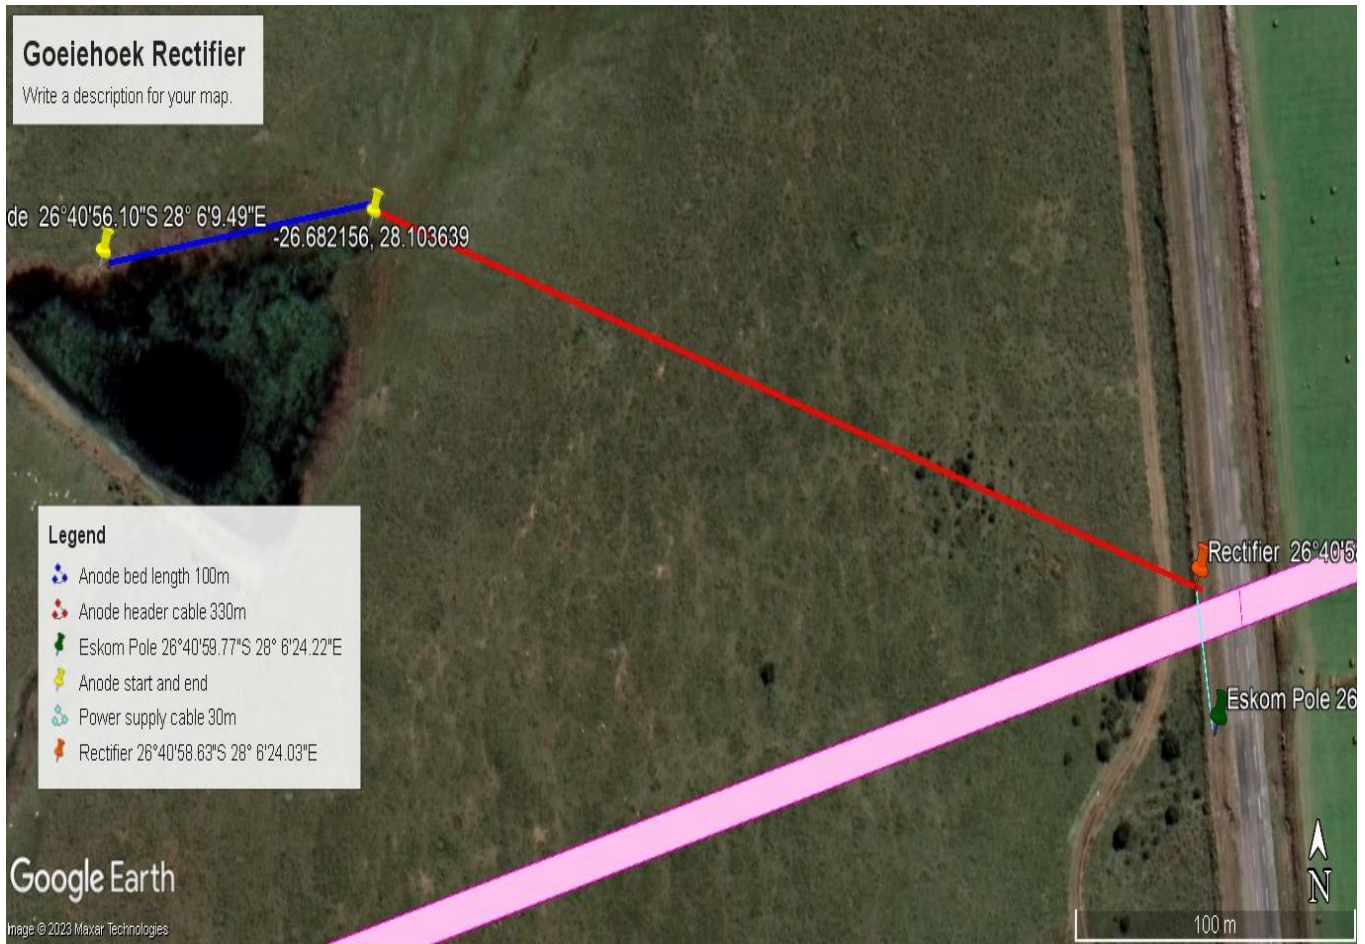 Goeiehoek Rectifier
Write a description for your map.
de 26°40'56.10"S 28° 6'9.49"E
-26.682156, 28.103639
Rectifier 26°40'5
Eskom Pole 26
Legend
Anode bed length 100m
Anode header cable 330m
Eskom Pole 26°40'59.77"S 28° 6'24.22"E
Anode start and end
Power supply cable 30m
Rectifier 26°40'58.63"S 28° 6'24.03"E
Google Earth
Image © 2023 Maxar Technologies
N
100 m